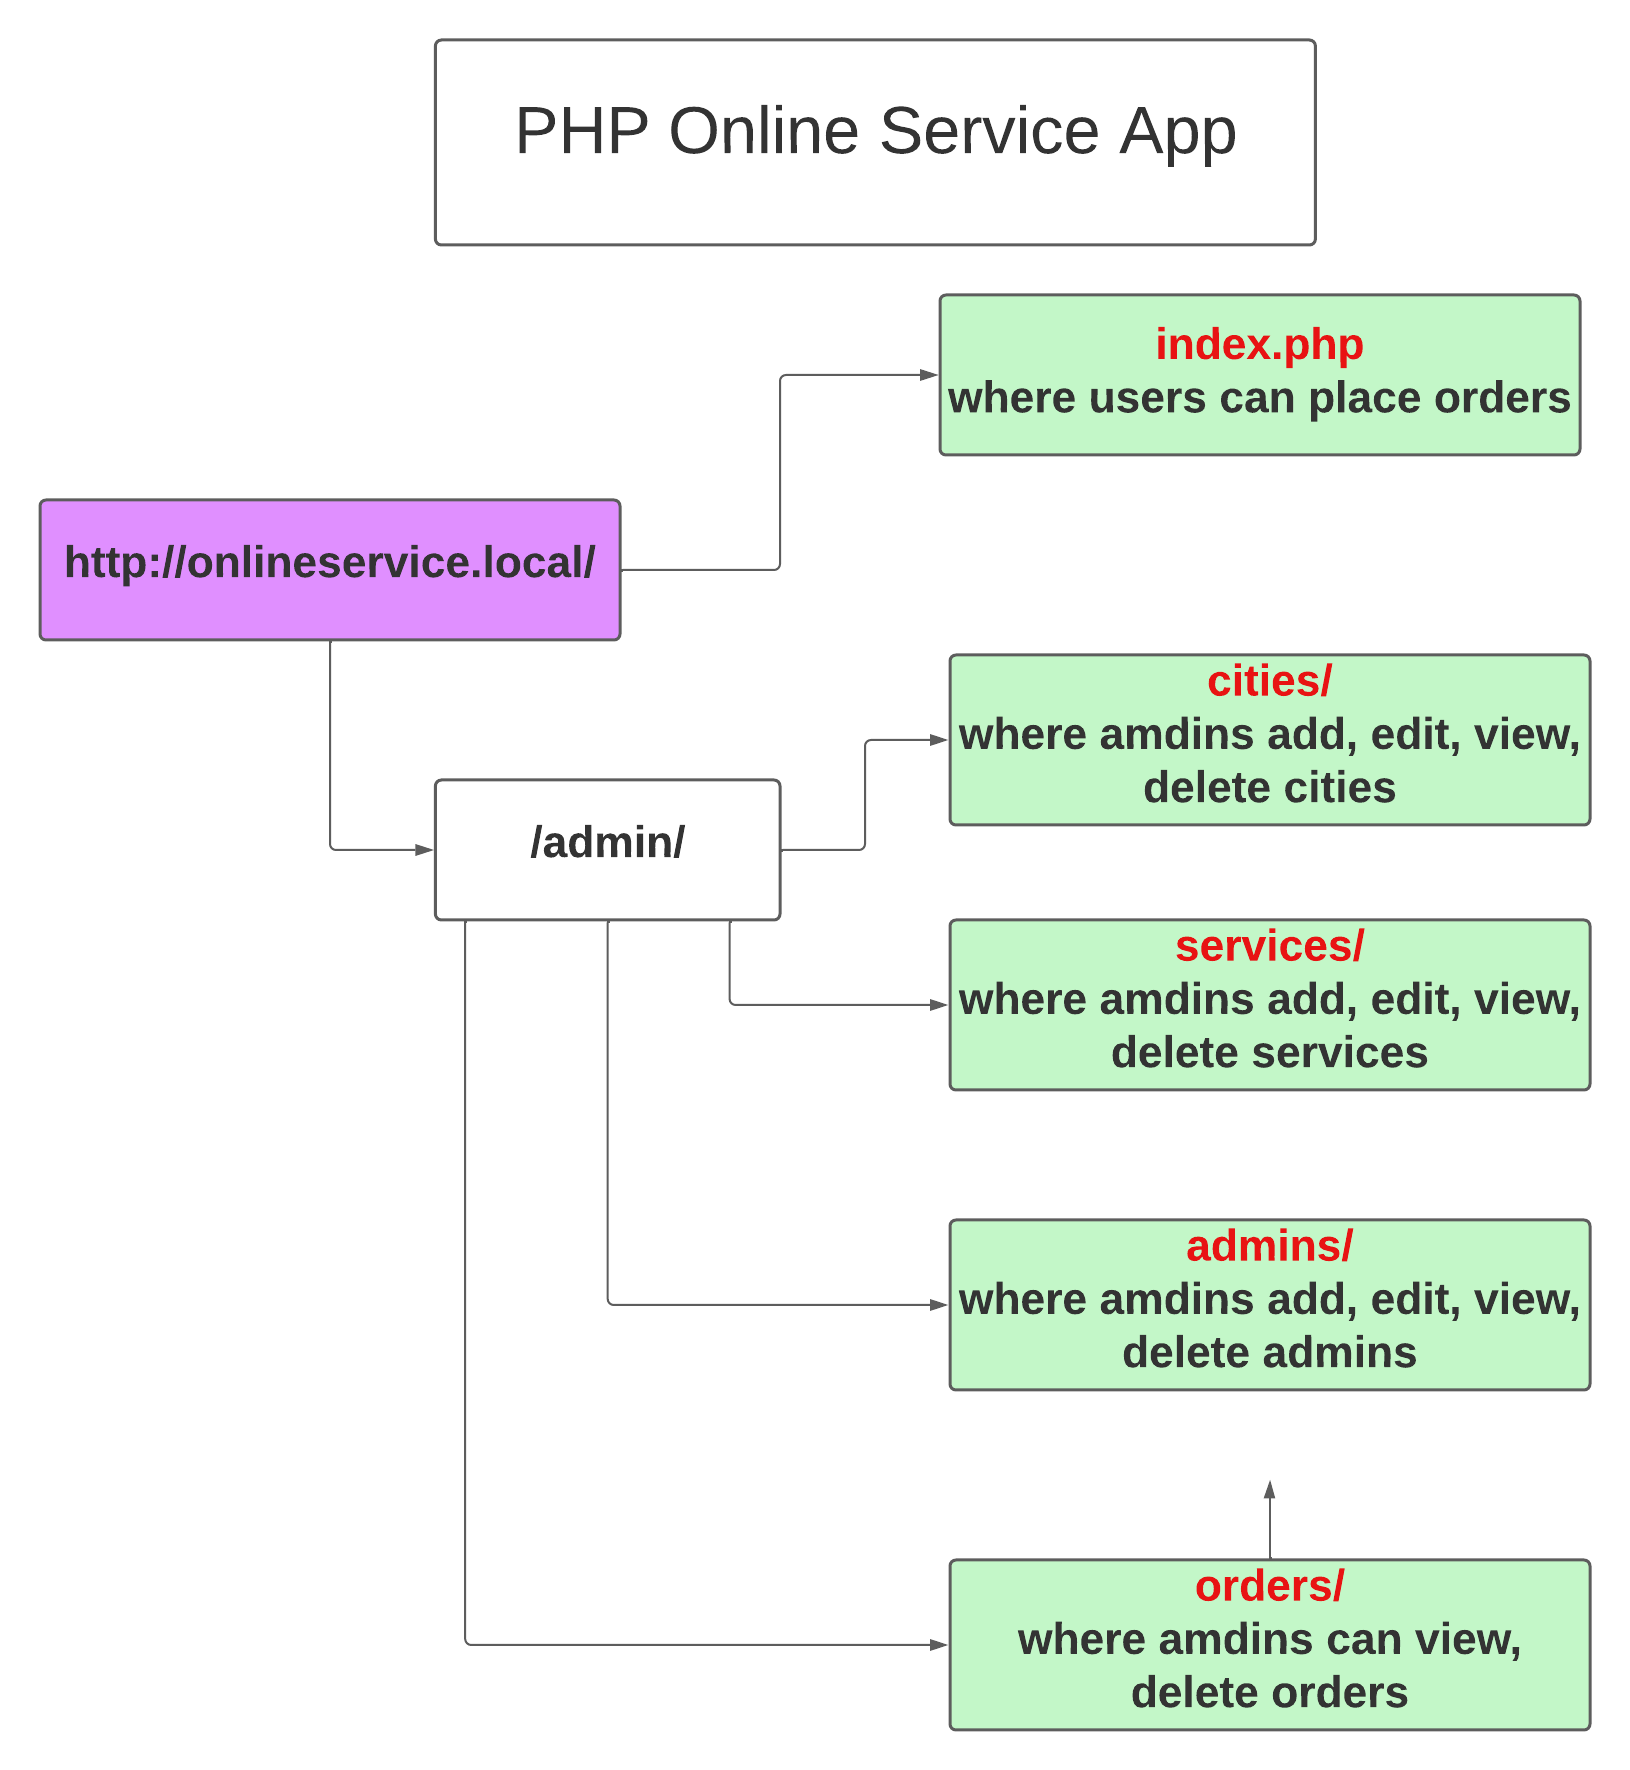 PHP Online Service App
index.php
where users can place orders
http://onlineservice.local/
cities/
where amdins add, edit, view,
delete cities
/admin/
services/
where amdins add, edit, view,
delete services
admins/
where amdins add, edit, view,
delete admins
orders/
where amdins can view,
delete orders